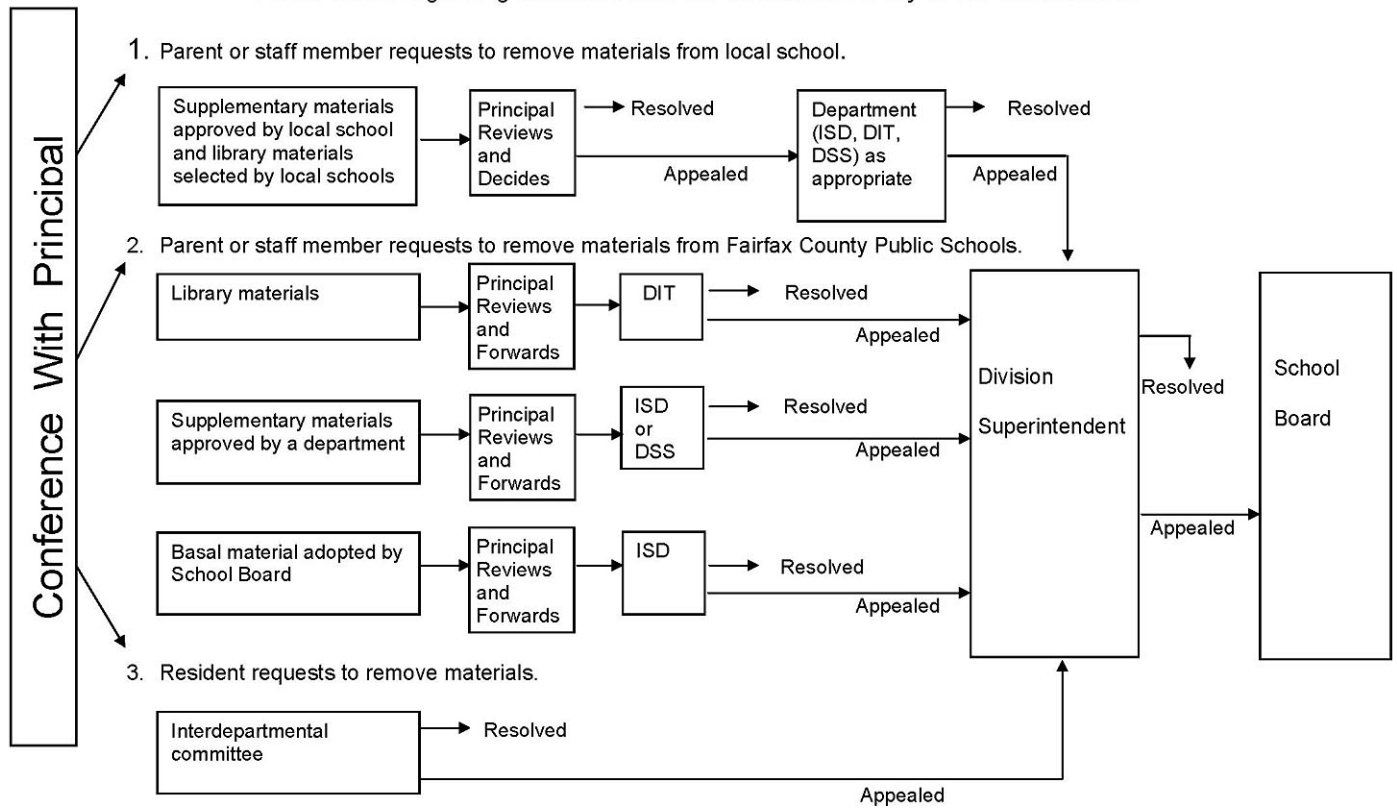 1. Parent or staff member requests to remove materials from local school.
Supplementary materials
approved by local school
and library materials
selected by local schools
Principal
Reviews
and
Decides
Resolved
Appealed
Department
(ISD, DIT,
DSS) as
appropriate
Resolved
Appealed
Conference With Principal
2. Parent or staff member requests to remove materials from Fairfax County Public Schools.
Library materials
Principal
Reviews
and
Forwards
DIT
Resolved
Appealed
Supplementary materials
approved by a department
Principal
Reviews
and
Forwards
ISD
or
DSS
Resolved
Appealed
Basal material adopted by
School Board
Principal
Reviews
and
Forwards
ISD
Resolved
Appealed
Division
Superintendent
Resolved
Appealed
School
Board
3. Resident requests to remove materials.
Interdepartmental
committee
Resolved
Appealed